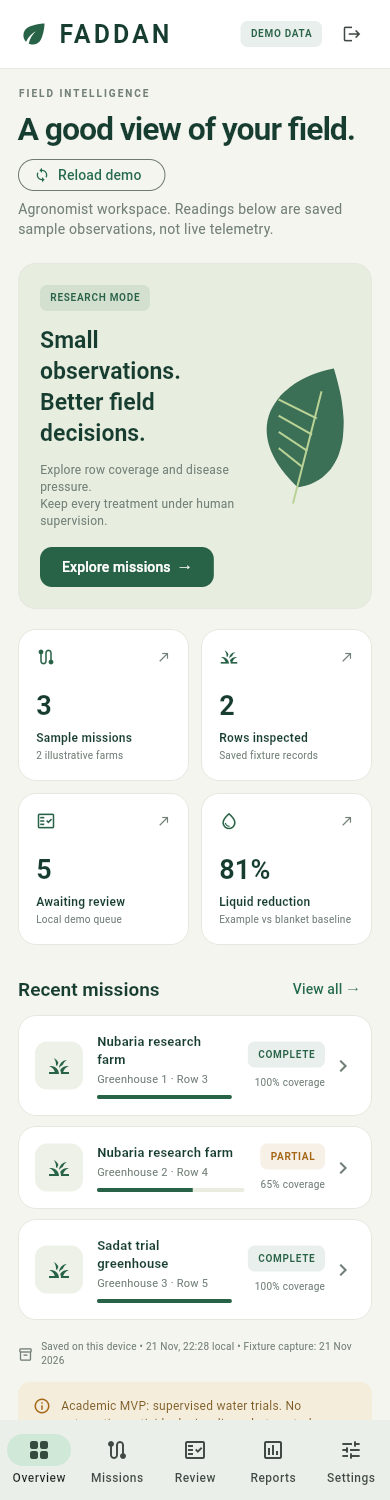 FADDAN
DEMO DATA
FIELD INTELLIGENCE
A good view of your field.
Reload demo
Agronomist workspace. Readings below are saved
sample observations, not live telemetry.
RESEARCH MODE
Small
observations.
Better field
decisions.
Explore row coverage and disease
pressure.
Keep every treatment under human
supervision.
Explore missions →
3
Sample missions
2 illustrative farms
2
Rows inspected
Saved fixture records
5
Awaiting review
Local demo queue
81%
Liquid reduction
Example vs blanket baseline
Recent missions
View all →
Nubaria research
farm
Greenhouse 1 · Row 3
COMPLETE
100% coverage
Nubaria research farm
Greenhouse 2 · Row 4
PARTIAL
65% coverage
Sadat trial
greenhouse
Greenhouse 3 · Row 5
COMPLETE
100% coverage
Saved on this device • 21 Nov, 22:28 local • Fixture capture: 21 Nov
2026
Academic MVP: supervised water trials. No
Overview
Missions
Review
Reports
Settings